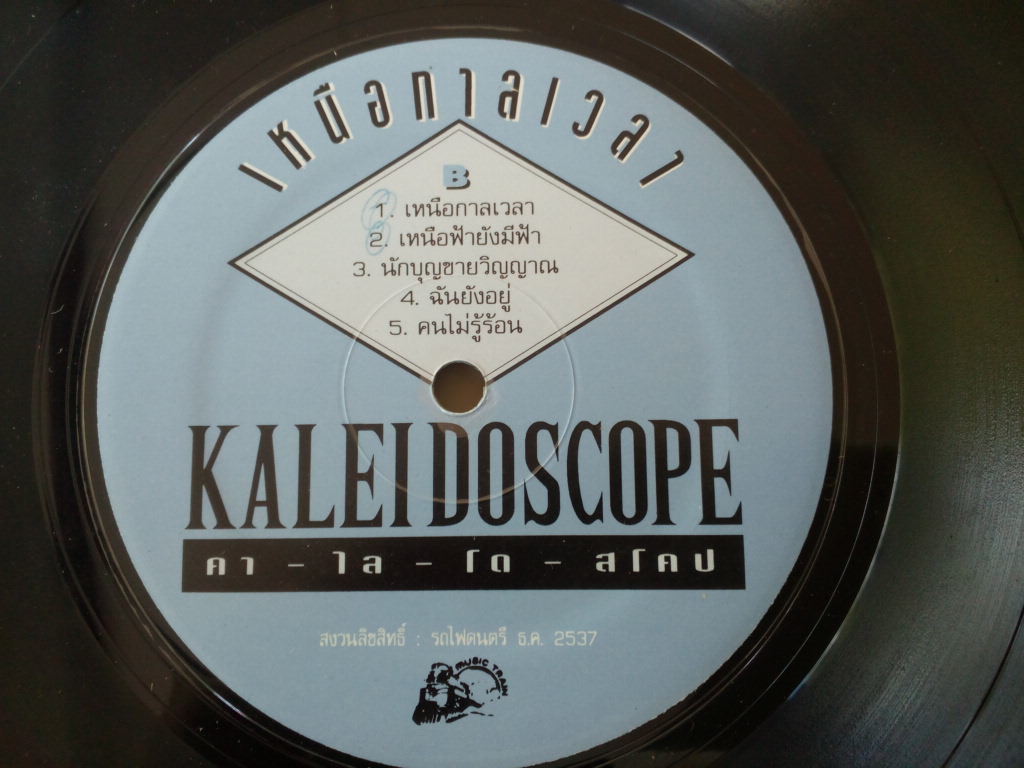 เหนือกาลเวลา
B
1. เหนือกาลเวลา
2. เหนือฟ้ายังมีฟ้า
3. นักบุญขายวิญญาณ
4. ฉันยังอยู่
5. คนไม่รู้ร้อน
KALEIDOSCOPE
คา - ไล - โด - สโคป
สงวนลิขสิทธิ์ : รถไฟดนตรี ธ.ค. 2537
MUSIC TRAIN